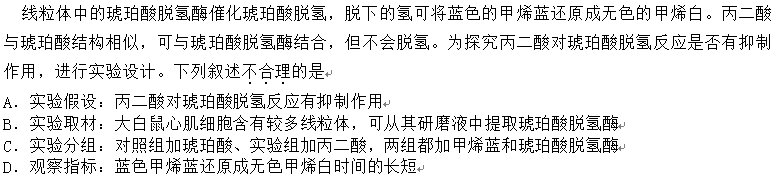 线粒体中的琥珀酸脱氢酶催化琥珀酸脱氢，脱下的氢可将蓝色的甲烯蓝还原成无色的甲烯白。丙二酸
与琥珀酸结构相似，可与琥珀酸脱氢酶结合，但不会脱氢。为探究丙二酸对琥珀酸脱氢反应是否有抑制
作用，进行实验设计。下列叙述不合理的是
A．实验假设：丙二酸对琥珀酸脱氢反应有抑制作用
B．实验取材：大白鼠心肌细胞含有较多线粒体，可从其研磨液中提取琥珀酸脱氢酶
C．实验分组：对照组加琥珀酸、实验组加丙二酸，两组都加甲烯蓝和琥珀酸脱氢酶
D．观察指标：蓝色甲烯蓝还原成无色甲烯白时间的长短